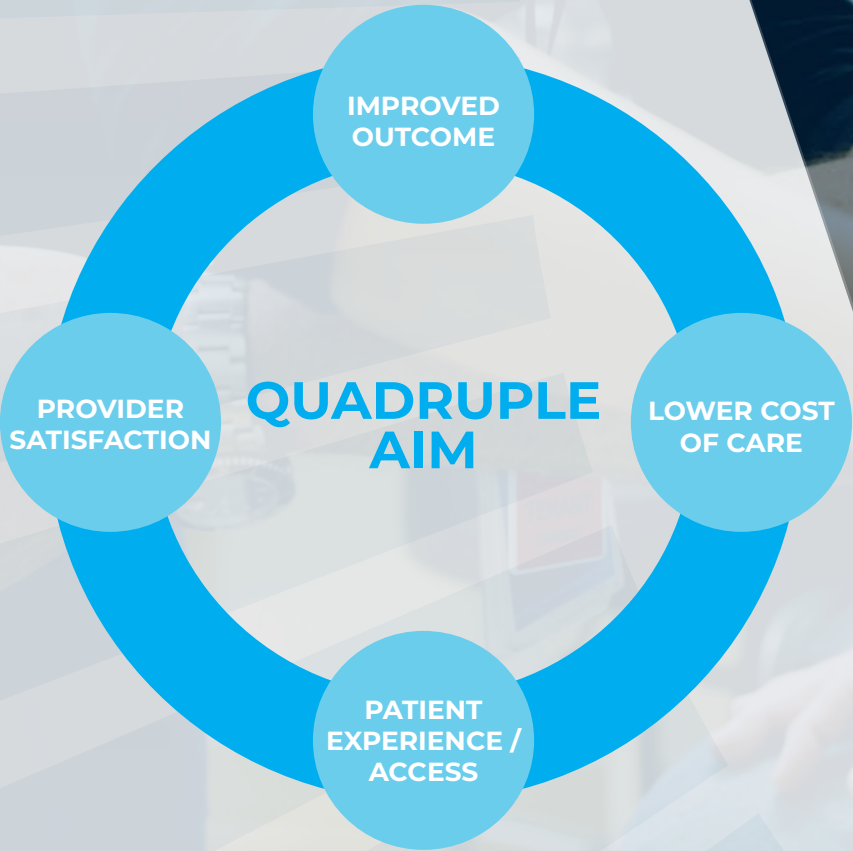 IMPROVED
OUTCOME
PROVIDER
SATISFACTION
QUADRUPLE
AIM
LOWER COST
OF CARE
PATIENT
EXPERIENCE /
ACCESS